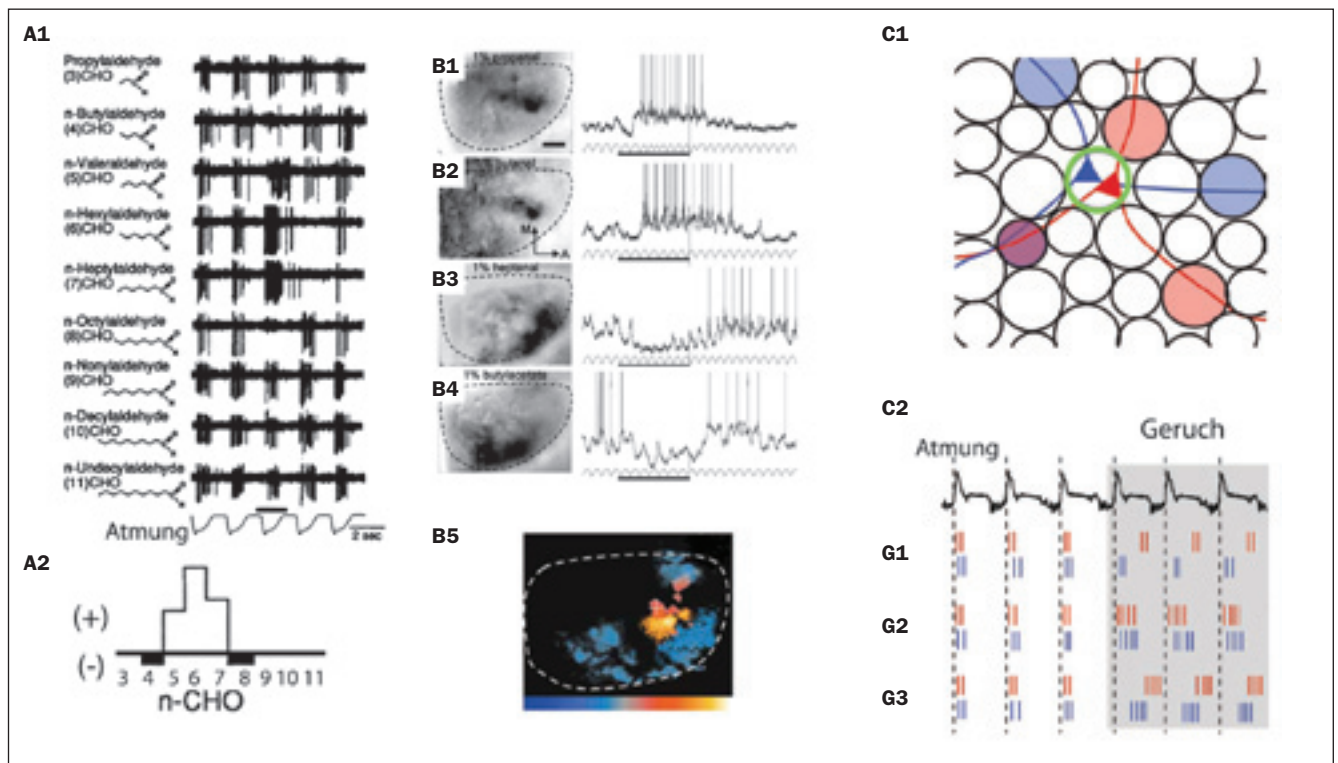 A1
Propylaldehyde
(3)CHO
n-Butylaldehyde
(4)CHO
n-Valeraldehyde
(5)CHO
n-Hexylaldehyde
(6)CHO
n-Heptylaldehyde
(7)CHO
n-Octylaldehyde
(8)CHO
n-Nonylaldehyde
(9)CHO
n-Decylaldehyde
(10)CHO
n-Undecylaldehyde
(11)CHO
Atmung
2 sec
A2
(+)
(-)
3 4 5 6 7 8 9 10 11
n-CHO
B1
1% propanal
B2
M
A
B3
1% heptanal
B4
1% butylacetate
B5
C1
C2
Geruch
Atmung
G1
G2
G3